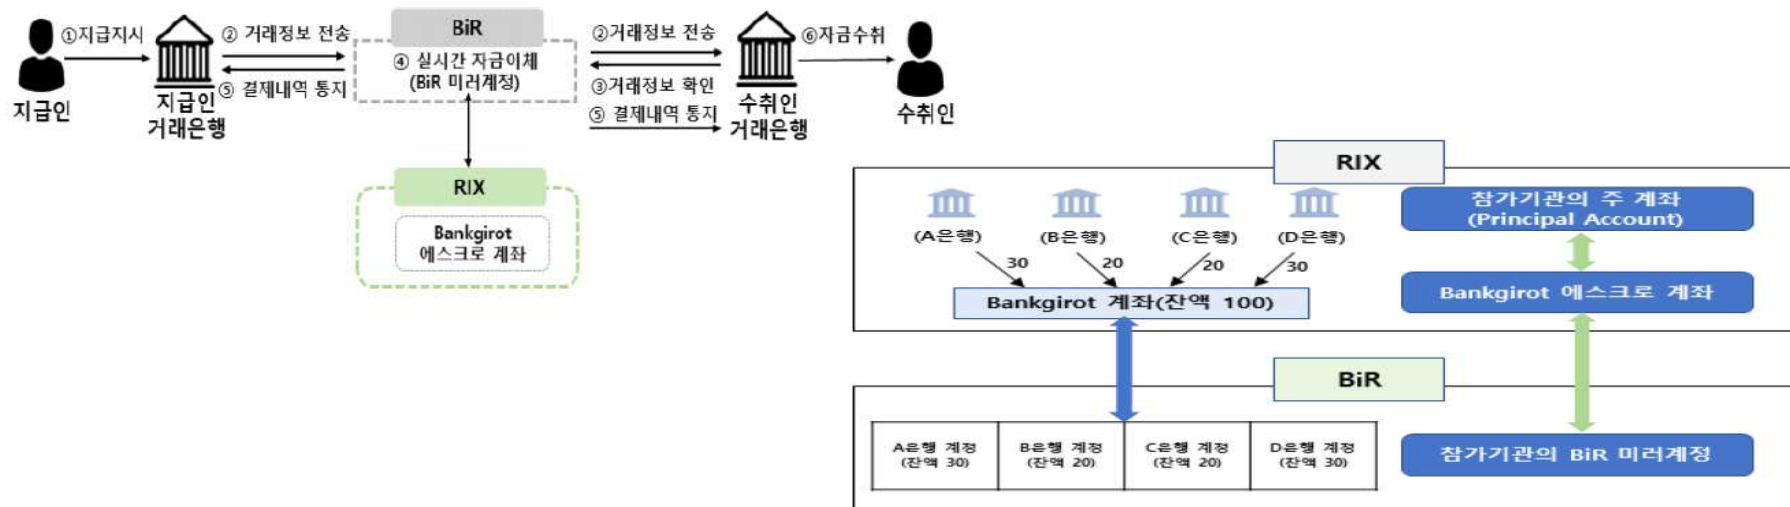 ①지급지시
② 거래정보 전송
⑤ 결제내역 통지
지급인
지급인
거래은행
BiR
④ 실시간 자금이체
(BiR 미러계정)
②거래정보 전송
③거래정보 확인
⑤ 결제내역 통지
⑥자금수취
수취인
거래은행
수취인
RIX
Bankgirot
에스크로 계좌
RIX
(A은행)
(B은행)
(C은행)
(D은행)
30
20
20
30
Bankgirot 계좌(잔액 100)
참가기관의 주 계좌
(Principal Account)
Bankgirot 에스크로 계좌
BiR
A은행 계정
(잔액 30)
B은행 계정
(잔액 20)
C은행 계정
(잔액 20)
D은행 계정
(잔액 30)
참가기관의 BiR 미러계정